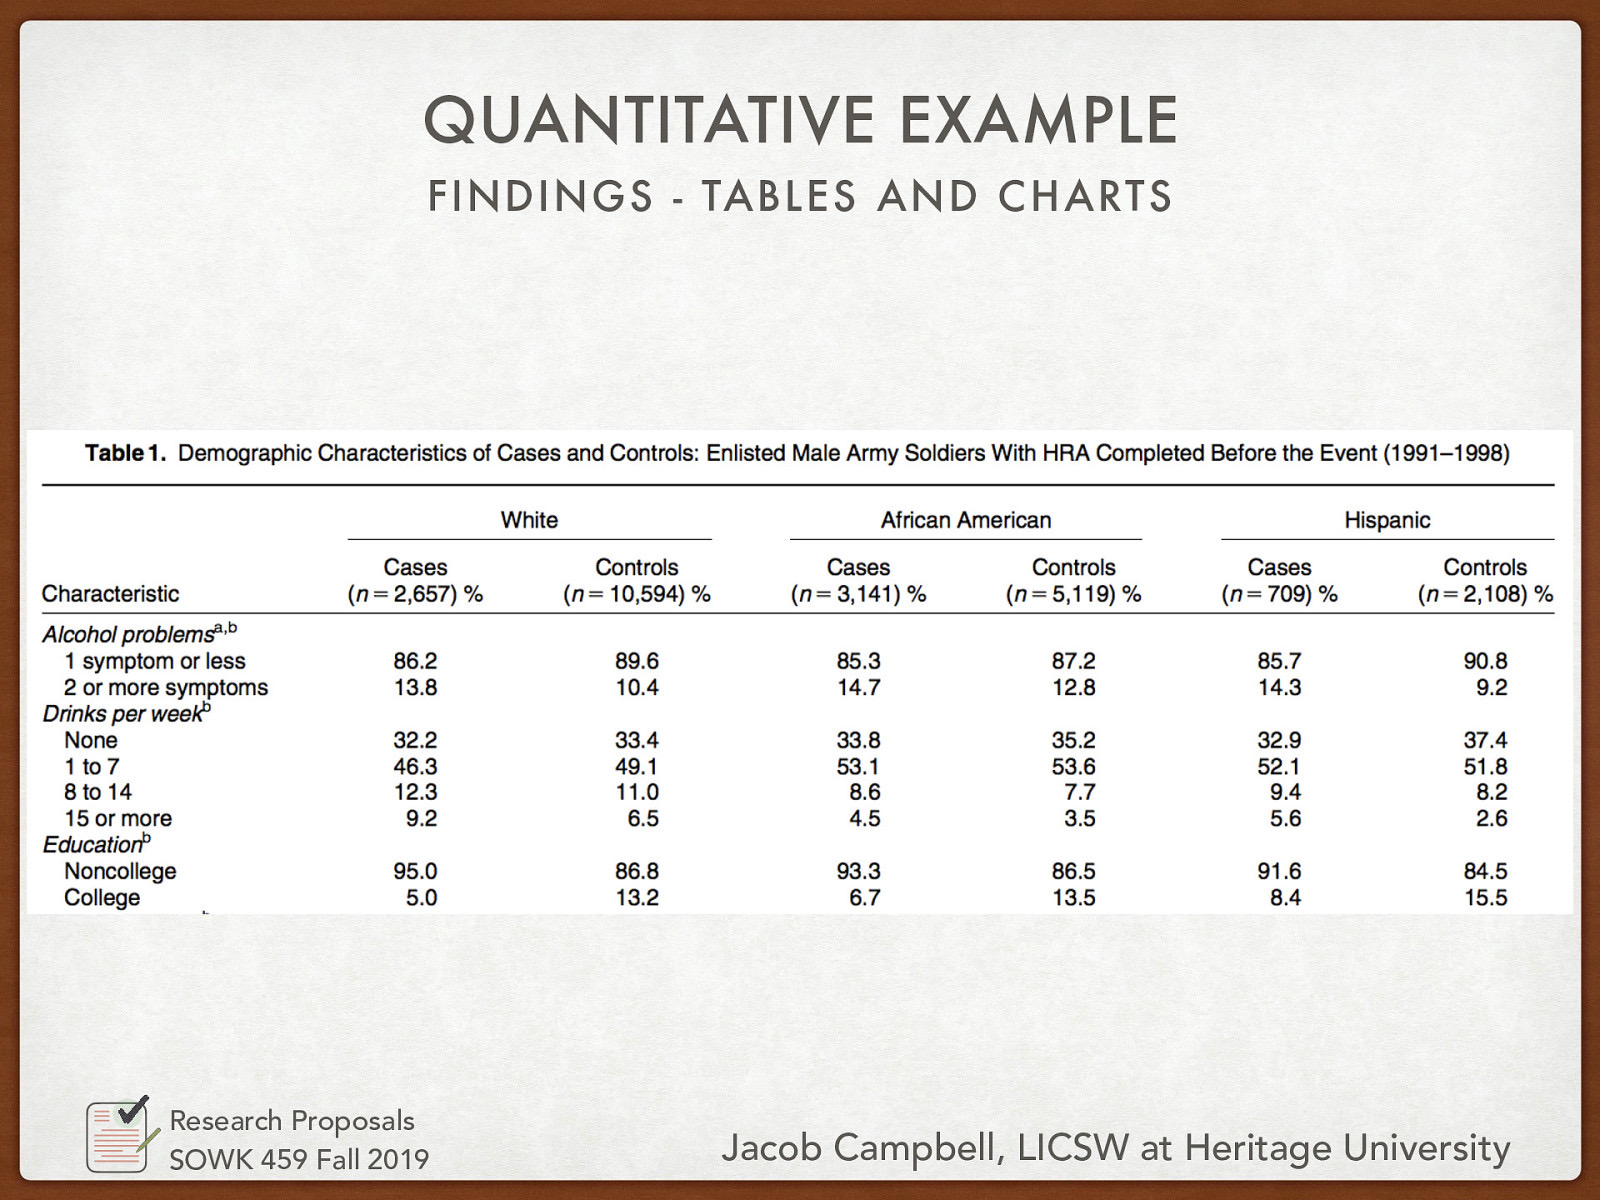 QUANTITATIVE EXAMPLE
FINDINGS - TABLES AND CHARTS
Table 1. Demographic Characteristics of Cases and Controls: Enlisted Male Army Soldiers With HRA Completed Before the Event (1991–1998)
White African American Hispanic
Cases Controls Cases Controls Cases Controls
Characteristic (n = 2,657) % (n = 10,594) % (n = 3,141) % (n = 5,119) % (n = 709) % (n = 2,108) %
Alcohol problems a,b
1 symptom or less 86.2 89.6 85.3 87.2 85.7 90.8
2 or more symptoms 13.8 10.4 14.7 12.8 14.3 9.2
Drinks per week b
None 32.2 33.4 33.8 35.2 32.9 37.4
1 to 7 46.3 49.1 53.1 53.6 52.1 51.8
8 to 14 12.3 11.0 8.6 7.7 9.4 8.2
15 or more 9.2 6.5 4.5 3.5 5.6 2.6
Education b
Noncollege 95.0 86.8 93.3 86.5 91.6 84.5
College 5.0 13.2 6.7 13.5 8.4 15.5
Research Proposals
SOWK 459 Fall 2019
Jacob Campbell, LICSW at Heritage University